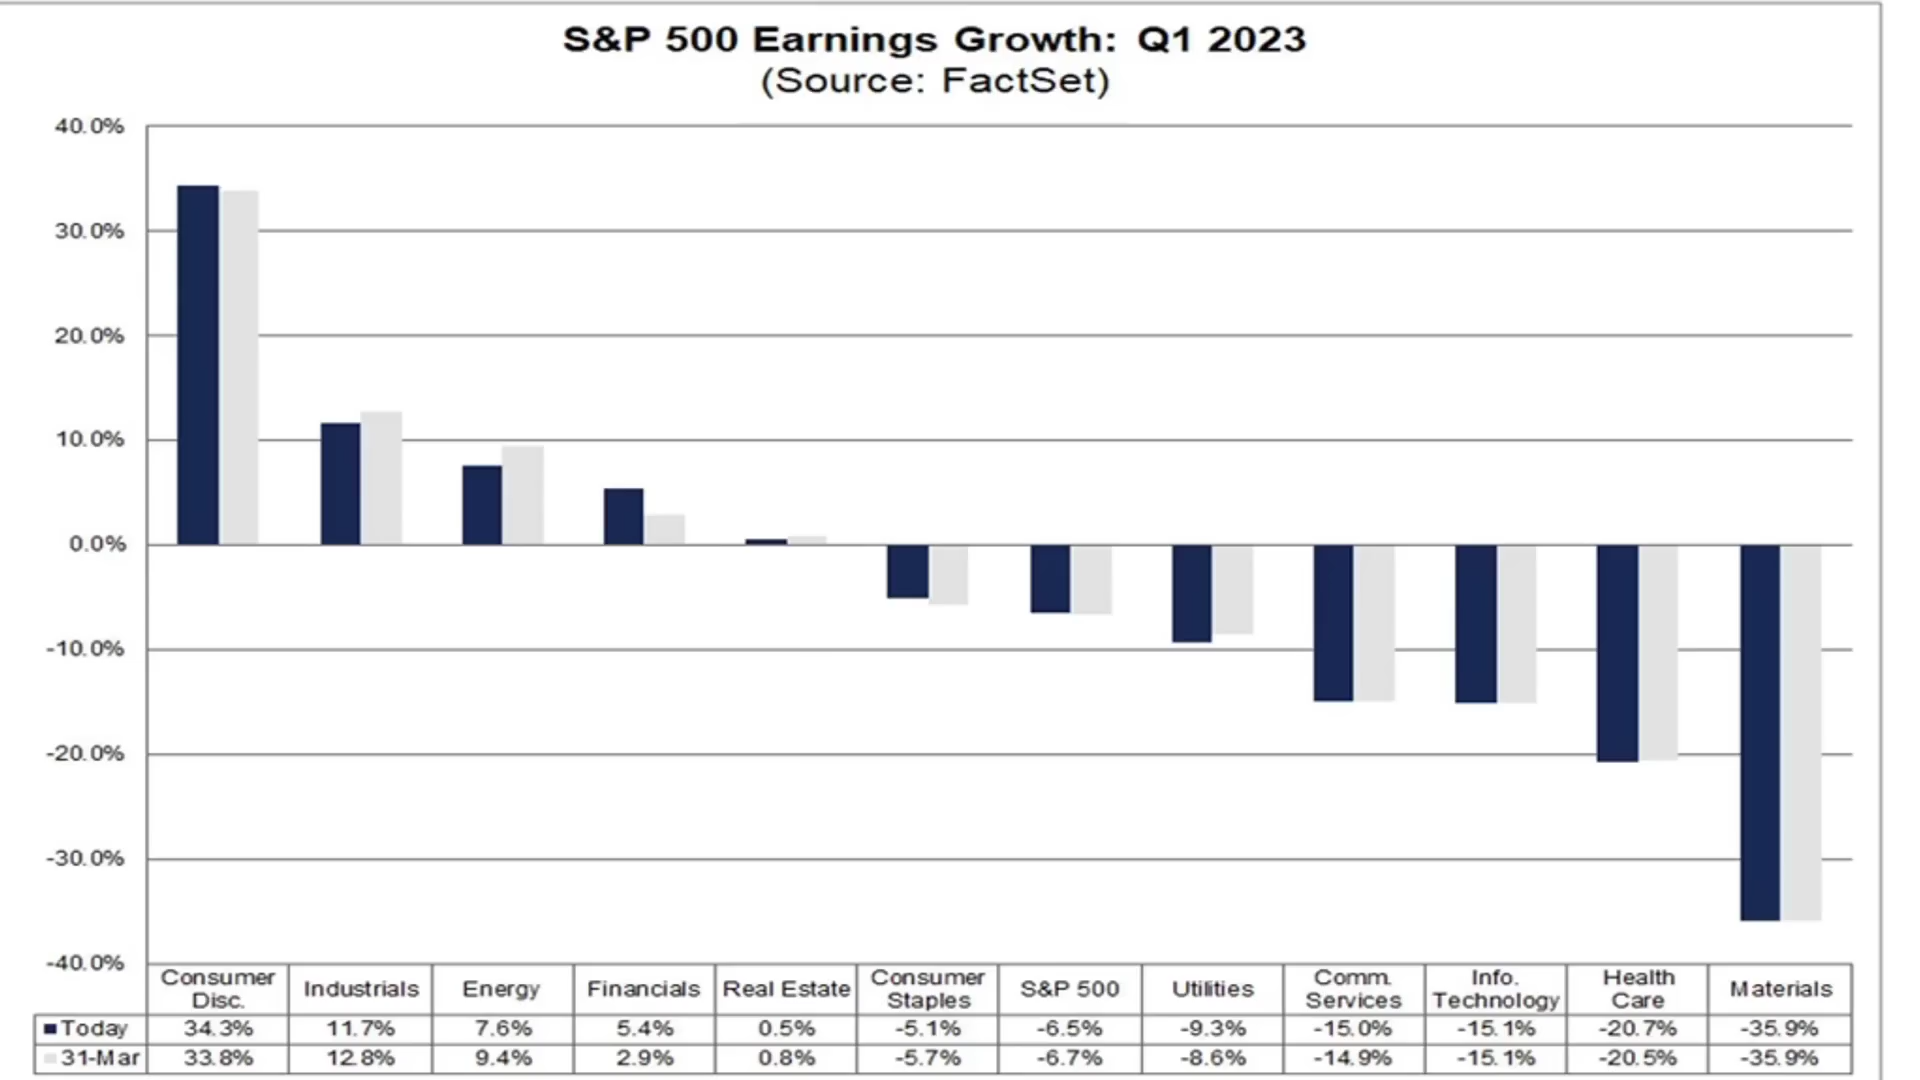 S&P 500 Earnings Growth: Q1 2023
(Source: FactSet)
40.0%
30.0%
20.0%
10.0%
0.0%
-10.0%
-20.0%
-30.0%
-40.0%
Consumer Disc. Industrials Energy Financials Real Estate Consumer Staples S&P 500 Utilities Comm. Services Info. Technology Health Care Materials
Today 34.3% 11.7% 7.6% 5.4% 0.5% -5.1% -6.5% -9.3% -15.0% -15.1% -20.7% -35.9%
31-Mar 33.8% 12.8% 9.4% 2.9% 0.8% -5.7% -6.7% -8.6% -14.9% -15.1% -20.5% -35.9%